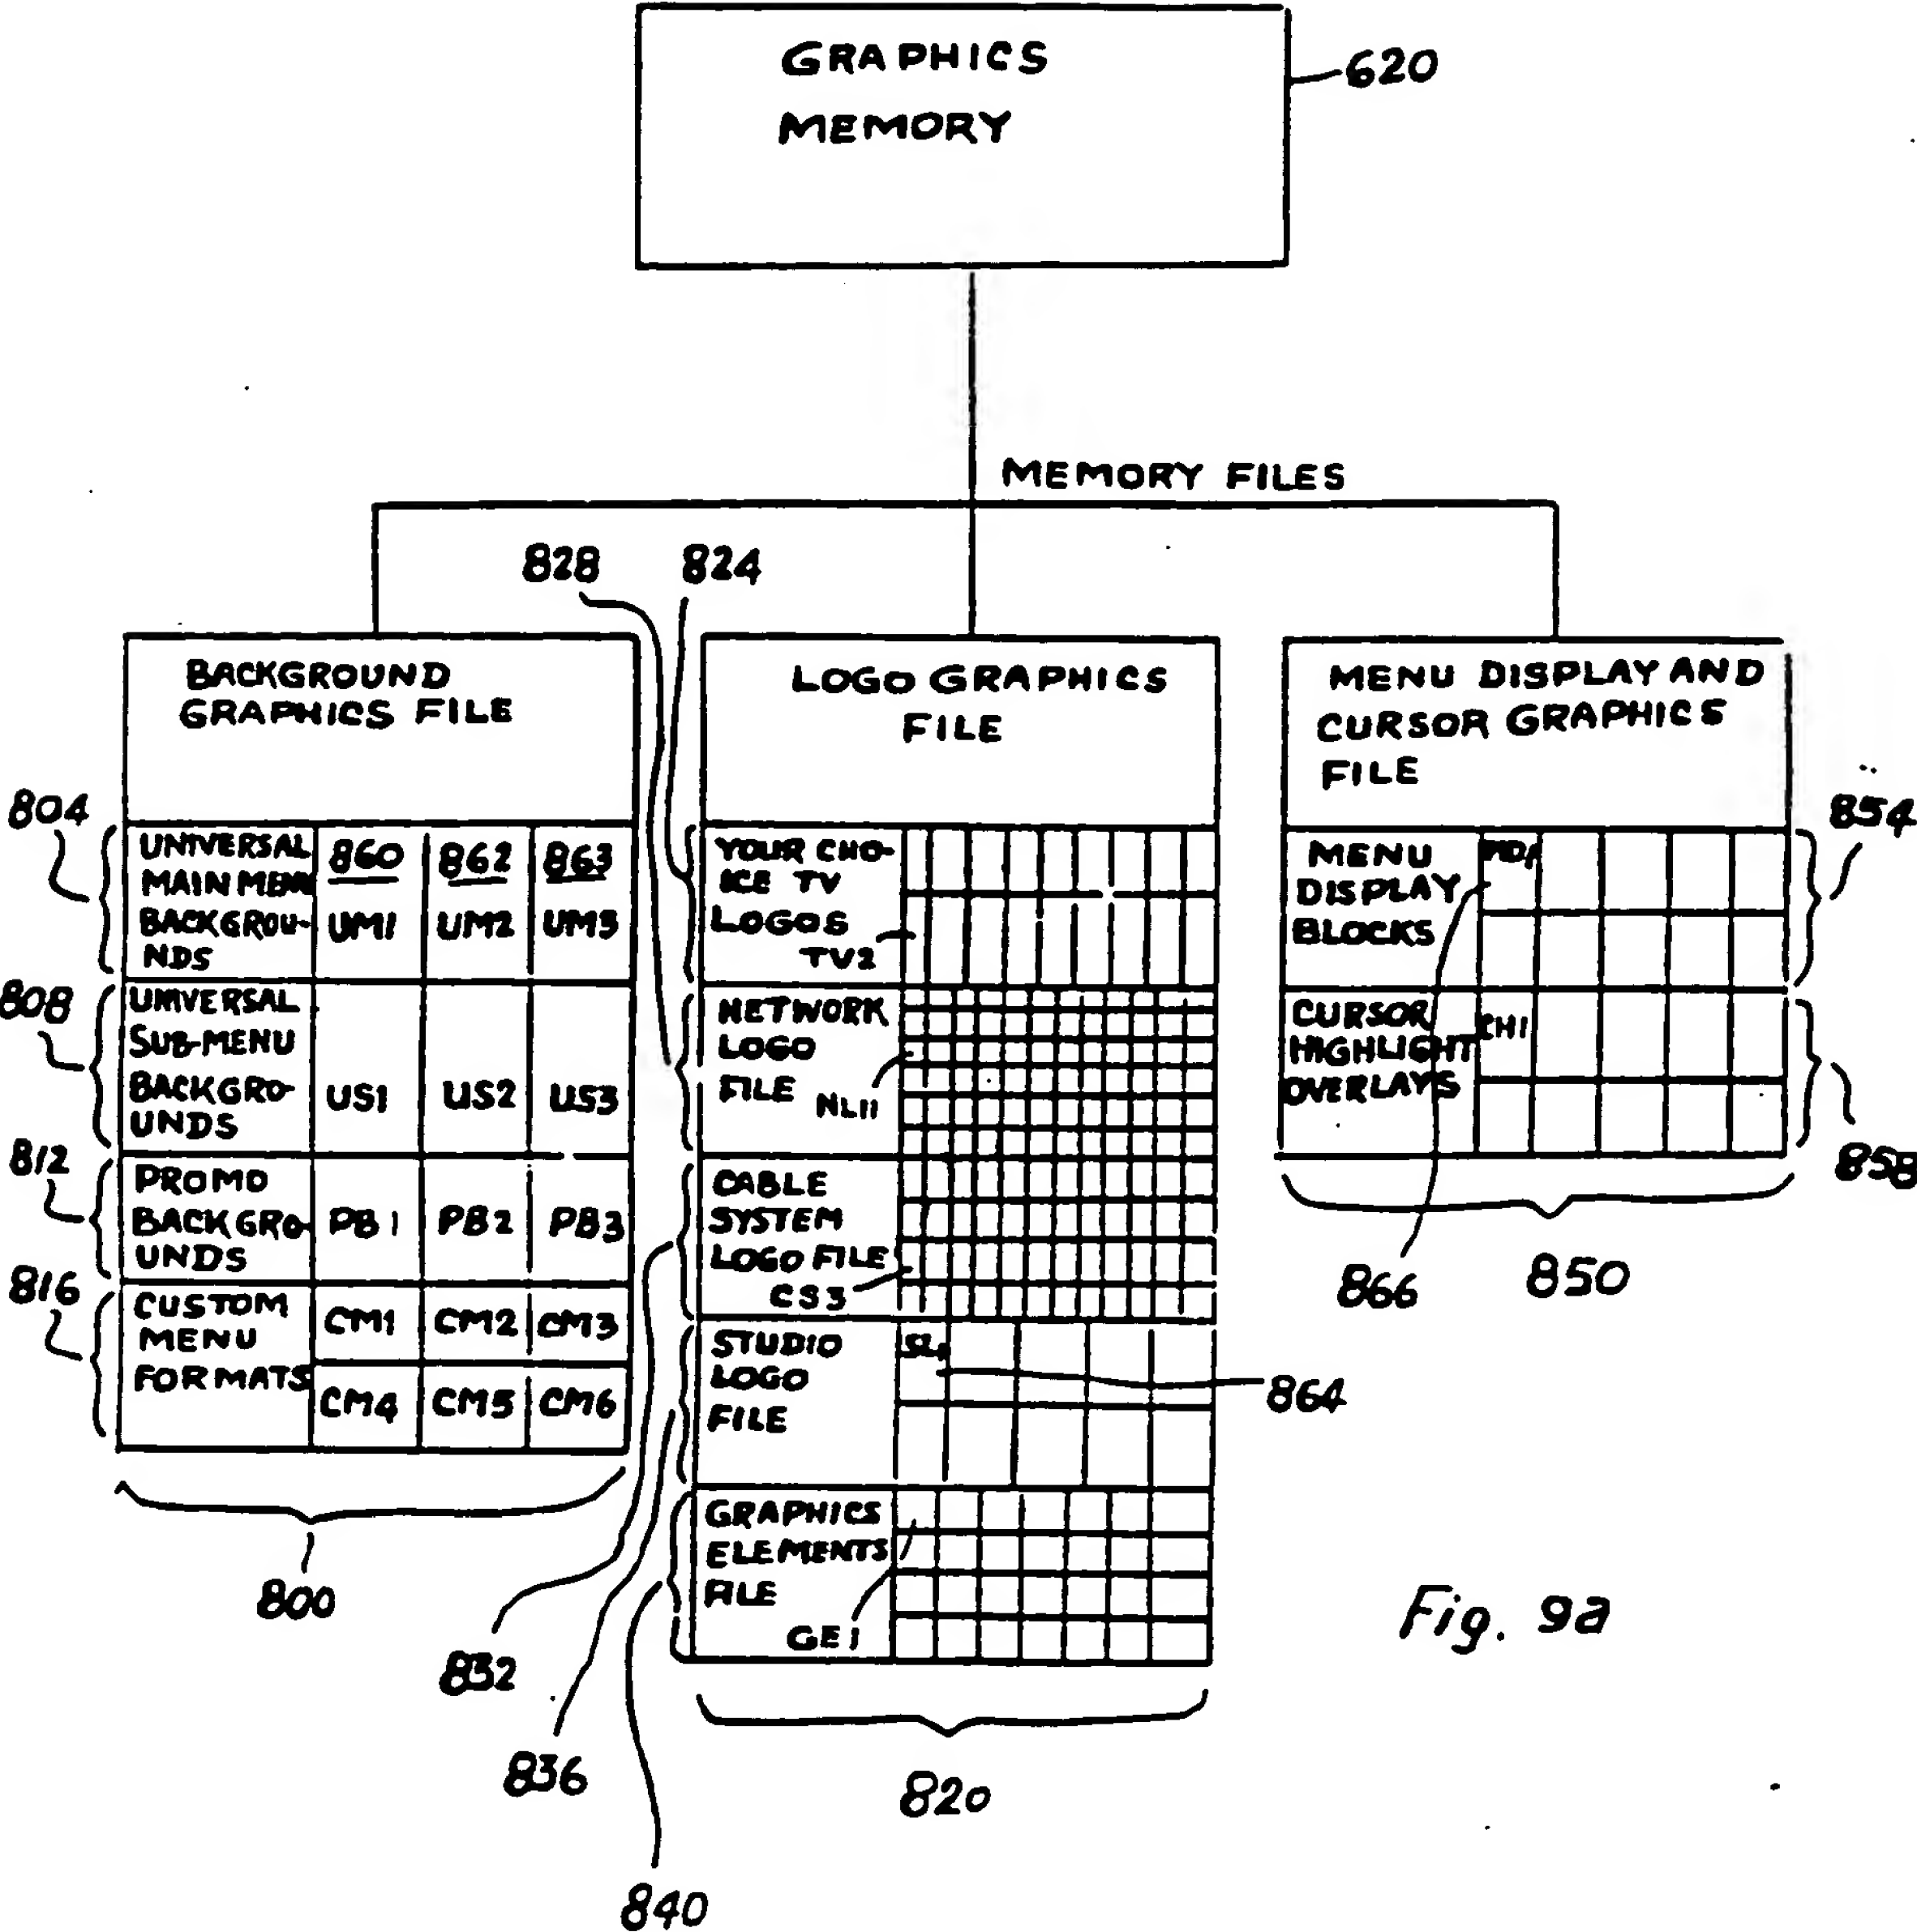 GRAPHICS
MEMORY
620
MEMORY FILES
828
824
BACKGROUND
GRAPHICS FILE
804
UNIVERSAL
MAIN MENU
BACKGROU-
NDS
860
UM1
862
UM2
863
UM3
808
UNIVERSAL
SUB-MENU
BACKGRO-
UNDS
US1
US2
US3
812
PROMO
BACKGRO-
UNDS
PB1
PB2
PB3
816
CUSTOM
MENU
FORMATS
CM1
CM2
CM3
CM4
CM5
CM6
800
LOGO GRAPHICS
FILE
YOUR CHO-
ICE TV
LOGOS
TV2
NETWORK
LOGO
FILE
NL11
CABLE
SYSTEM
LOGO FILE
CS3
STUDIO
LOGO
FILE
864
GRAPHICS
ELEMENTS
FILE
GE1
832
836
840
820
MENU DISPLAY AND
CURSOR GRAPHICS
FILE
854
MENU
DISPLAY
BLOCKS
CURSOR
HIGHLIGHT
OVERLAYS
CH1
858
866
850
Fig. 9a